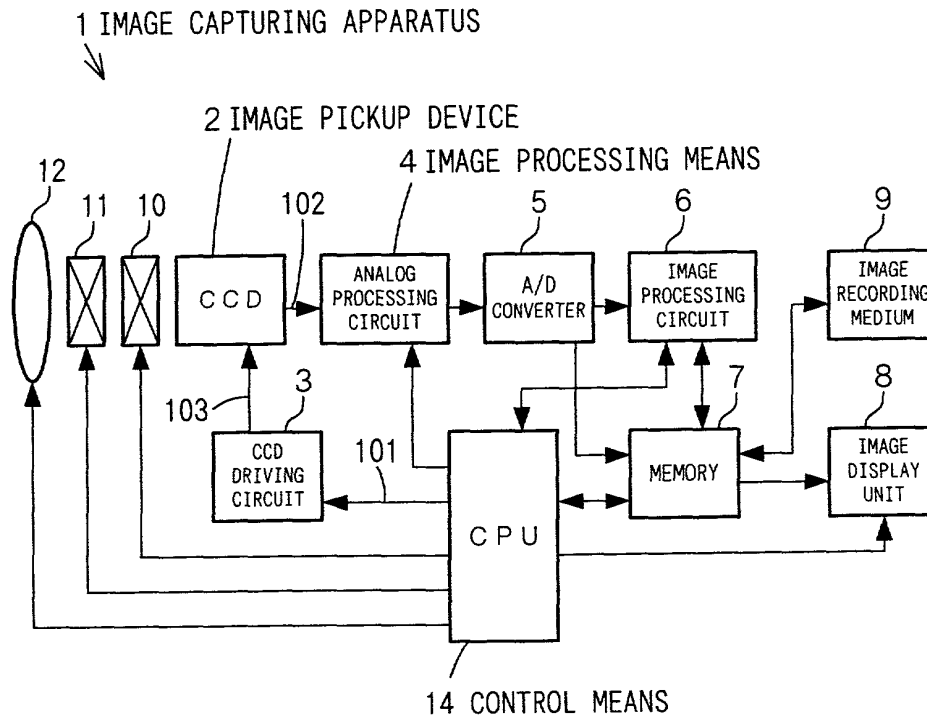 1 IMAGE CAPTURING APPARATUS
2 IMAGE PICKUP DEVICE
4 IMAGE PROCESSING MEANS
12
11
10
102
5
6
9
CCD
ANALOG
PROCESSING
CIRCUIT
A/D
CONVERTER
IMAGE
PROCESSING
CIRCUIT
IMAGE
RECORDING
MEDIUM
103
3
101
7
8
CCD
DRIVING
CIRCUIT
CPU
MEMORY
IMAGE
DISPLAY
UNIT
14 CONTROL MEANS